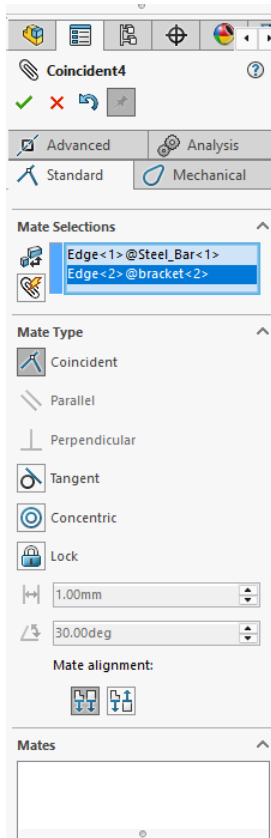 Coincident4
Advanced
Analysis
Standard
Mechanical
Mate Selections
Edge<1>@Steel_Bar<1>
Edge<2>@bracket<2>
Mate Type
Coincident
Parallel
Perpendicular
Tangent
Concentric
Lock
1.00mm
30.00deg
Mate alignment:
Mates